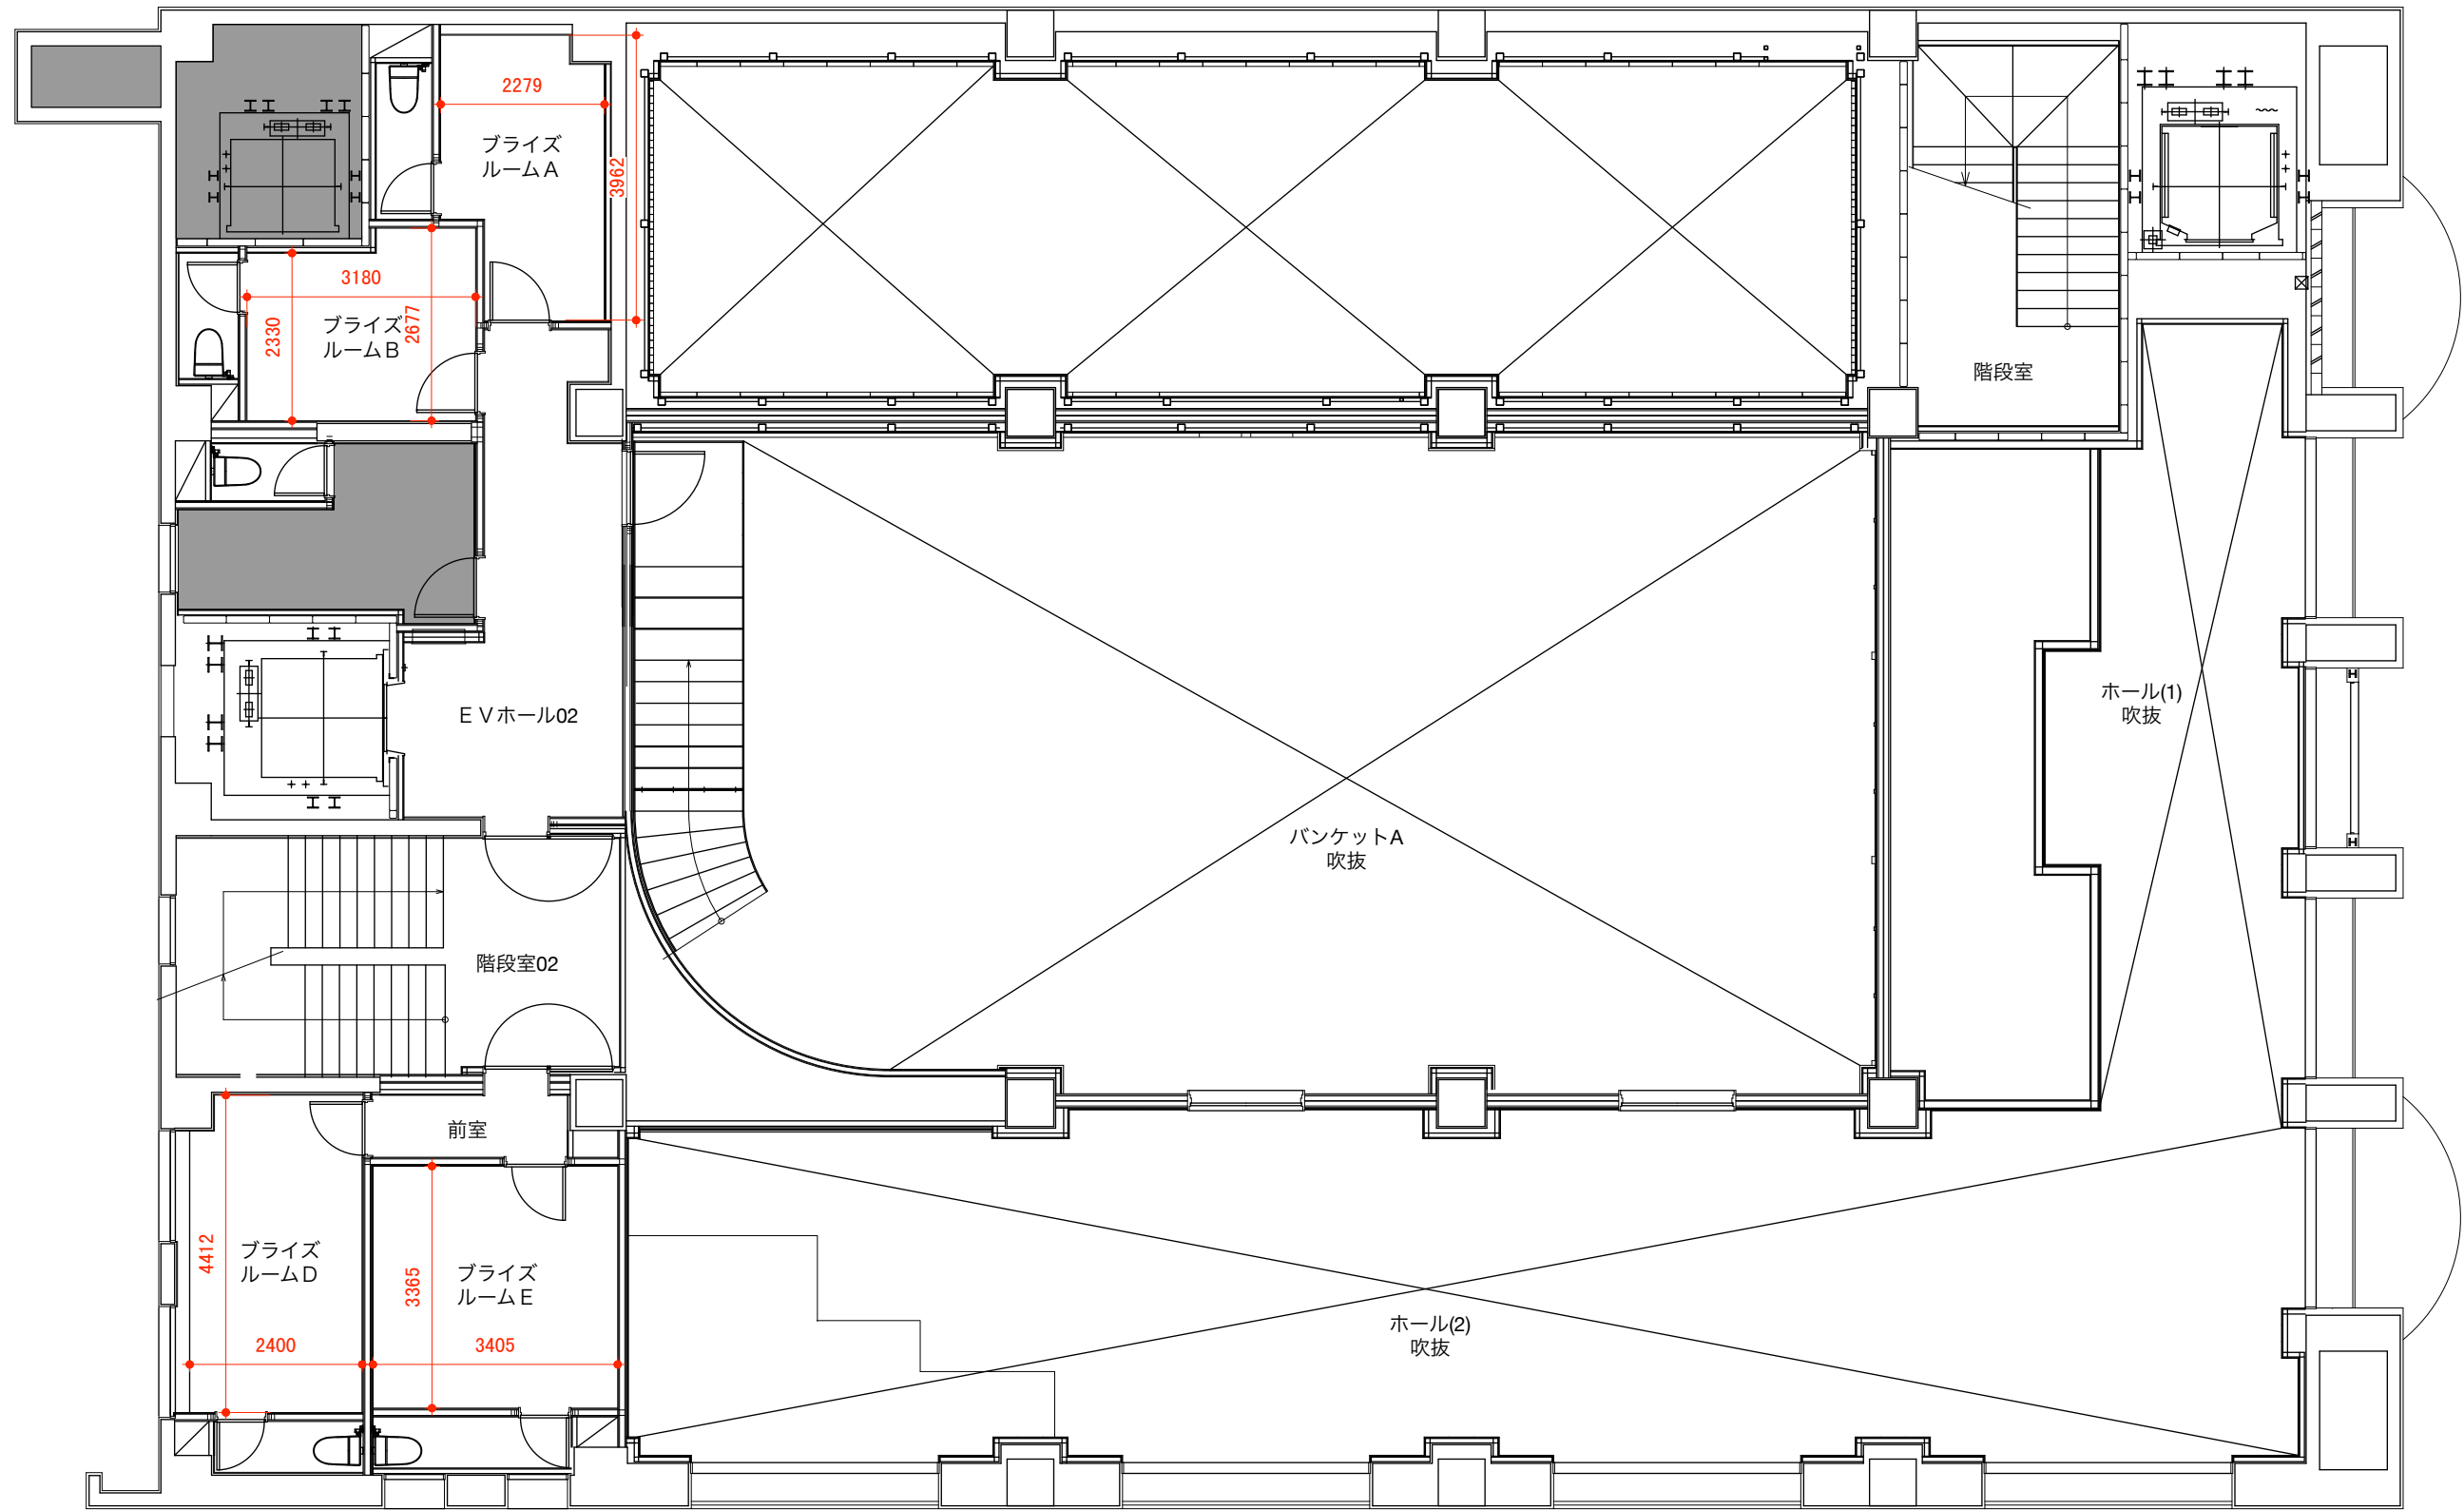 2279
ブライズ
ルームＡ
3962
3180
2330
2677
ブライズ
ルームＢ
階段室
ＥＶホール02
ホール(1)
吹抜
バンケットA
吹抜
階段室02
前室
4412
ブライズ
ルームＤ
2400
3365
ブライズ
ルームＥ
3405
ホール(2)
吹抜